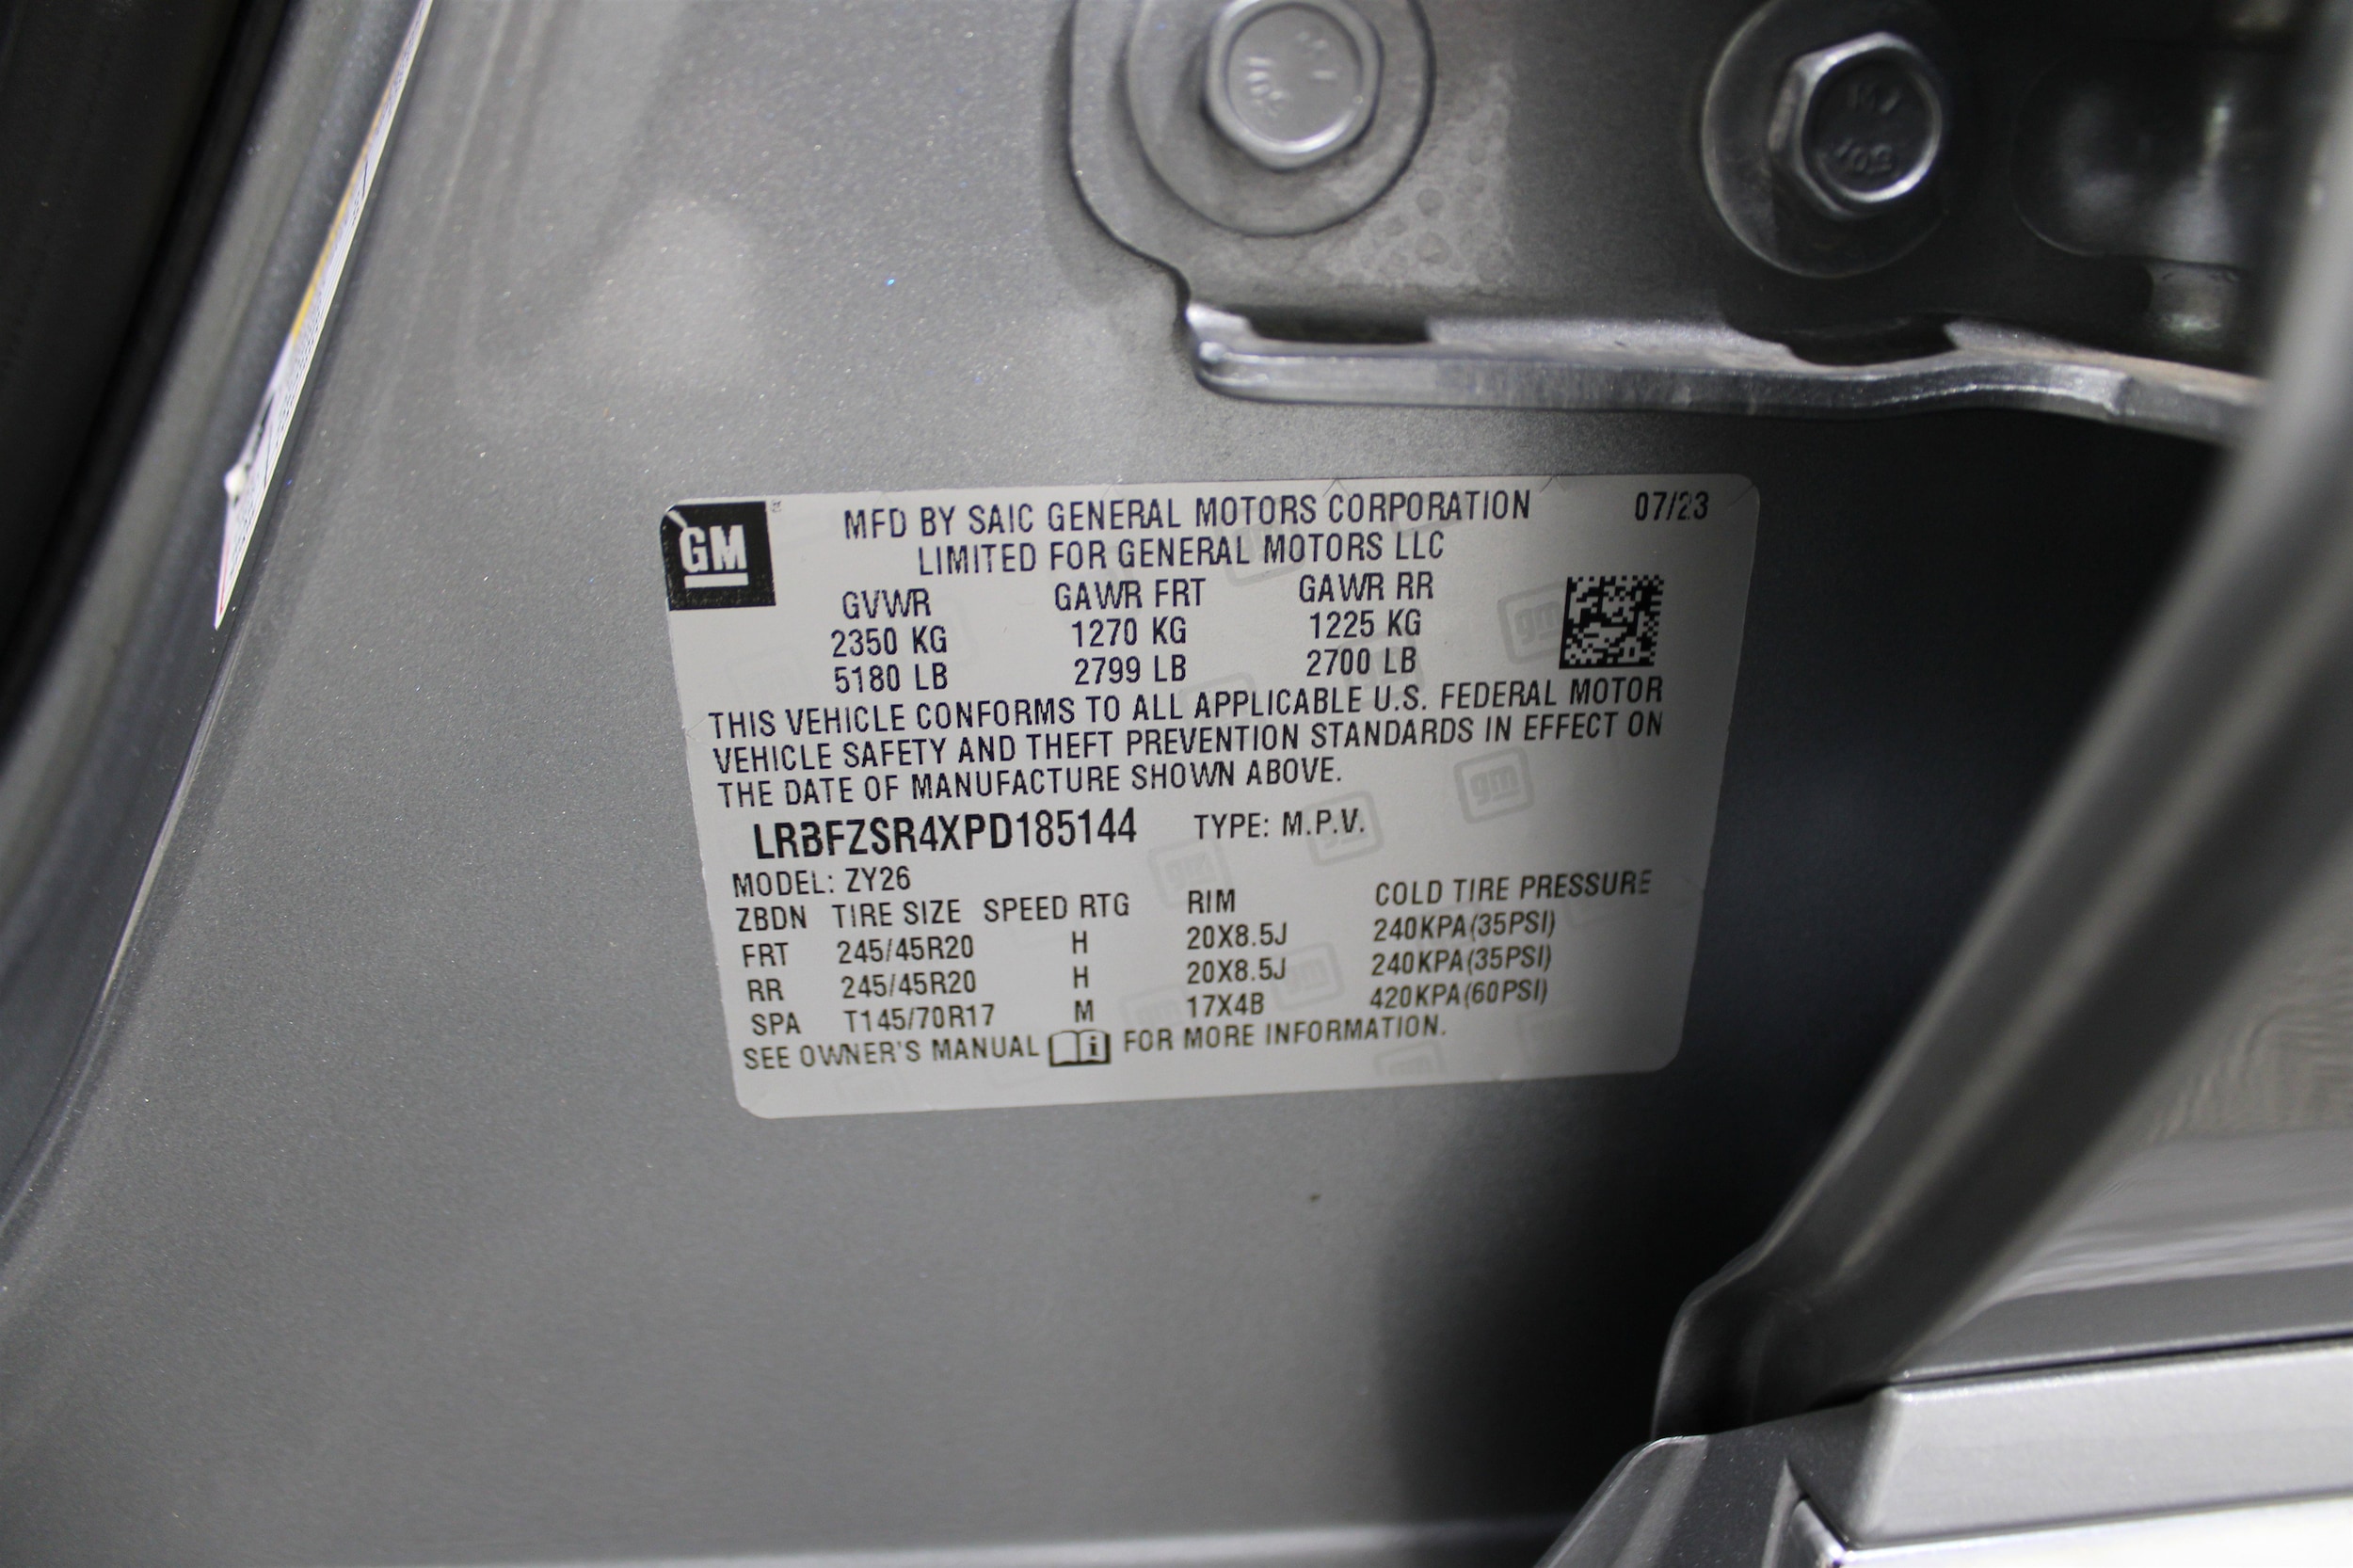 GM
MFD BY SAIC GENERAL MOTORS CORPORATION 07/23
LIMITED FOR GENERAL MOTORS LLC
GVWR GAWR FRT GAWR RR
2350 KG 1270 KG 1225 KG
5180 LB 2799 LB 2700 LB
THIS VEHICLE CONFORMS TO ALL APPLICABLE U.S. FEDERAL MOTOR
VEHICLE SAFETY AND THEFT PREVENTION STANDARDS IN EFFECT ON
THE DATE OF MANUFACTURE SHOWN ABOVE.
LRBFZSR4XPD185144 TYPE: M.P.V.
MODEL: ZY26
ZBDN TIRE SIZE SPEED RTG RIM COLD TIRE PRESSURE
FRT 245/45R20 H 20X8.5J 240KPA(35PSI)
RR 245/45R20 H 20X8.5J 240KPA(35PSI)
SPA T145/70R17 M 17X4B 420KPA(60PSI)
SEE OWNER'S MANUAL i FOR MORE INFORMATION.